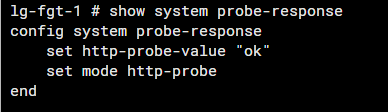 lg-fgt-1 # show system probe-response
config system probe-response
    set http-probe-value "ok"
    set mode http-probe
end